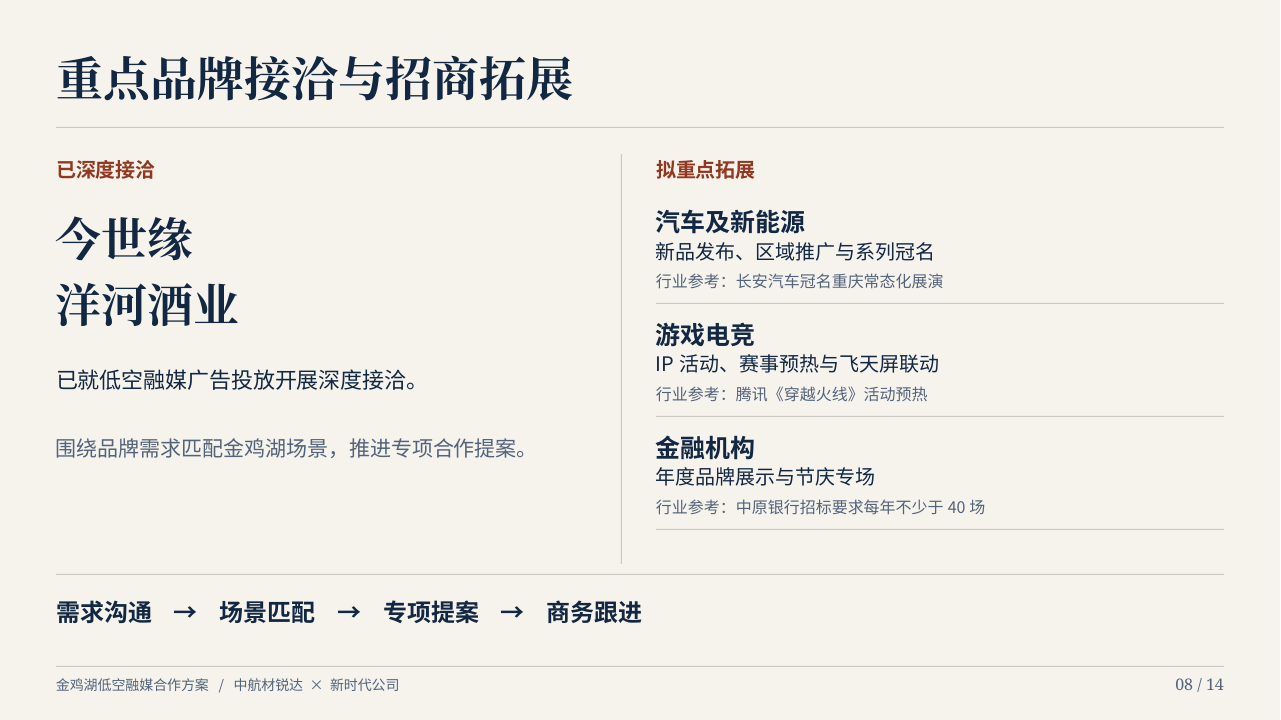 重点品牌接洽与招商拓展
已深度接洽
今世缘
洋河酒业
已就低空融媒广告投放开展深度接洽。
围绕品牌需求匹配金鸡湖场景，推进专项合作提案。
拟重点拓展
汽车及新能源
新品发布、区域推广与系列冠名
行业参考：长安汽车冠名重庆常态化展演
游戏电竞
IP 活动、赛事预热与飞天屏联动
行业参考：腾讯《穿越火线》活动预热
金融机构
年度品牌展示与节庆专场
行业参考：中原银行招标要求每年不少于 40 场
需求沟通 → 场景匹配 → 专项提案 → 商务跟进
金鸡湖低空融媒合作方案 / 中航材锐达 × 新时代公司
08 / 14